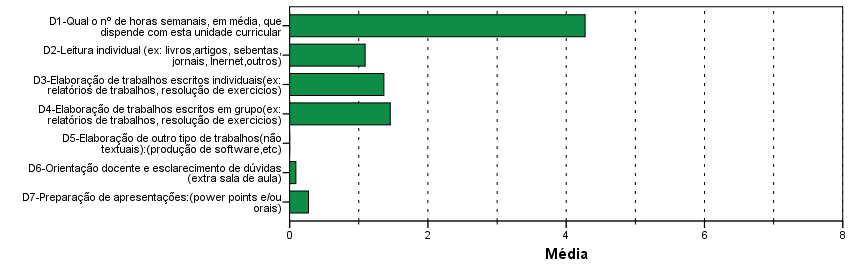 D1-Qual o nº de horas semanais, em média, que
dispende com esta unidade curricular
D2-Leitura individual (ex: livros,artigos, sebentas,
jornais, Inernet,outros)
D3-Elaboração de trabalhos escritos individuais(ex:
relatórios de trabalhos, resolução de exercicios)
D4-Elaboração de trabalhos escritos em grupo(ex:
relatórios de trabalhos, resolução de exercicios)
D5-Elaboração de outro tipo de trabalhos(não
textuais):(produção de software,etc)
D6-Orientação docente e esclarecimento de dúvidas
(extra sala de aula)
D7-Preparação de apresentações:(power points e/ou
orais)
0 2 4 6 8
Média